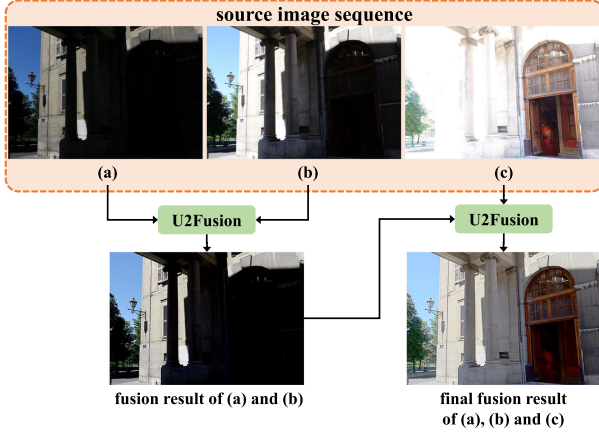 source image sequence
(a)
(b)
(c)
U2Fusion
U2Fusion
fusion result of (a) and (b)
final fusion result
of (a), (b) and (c)